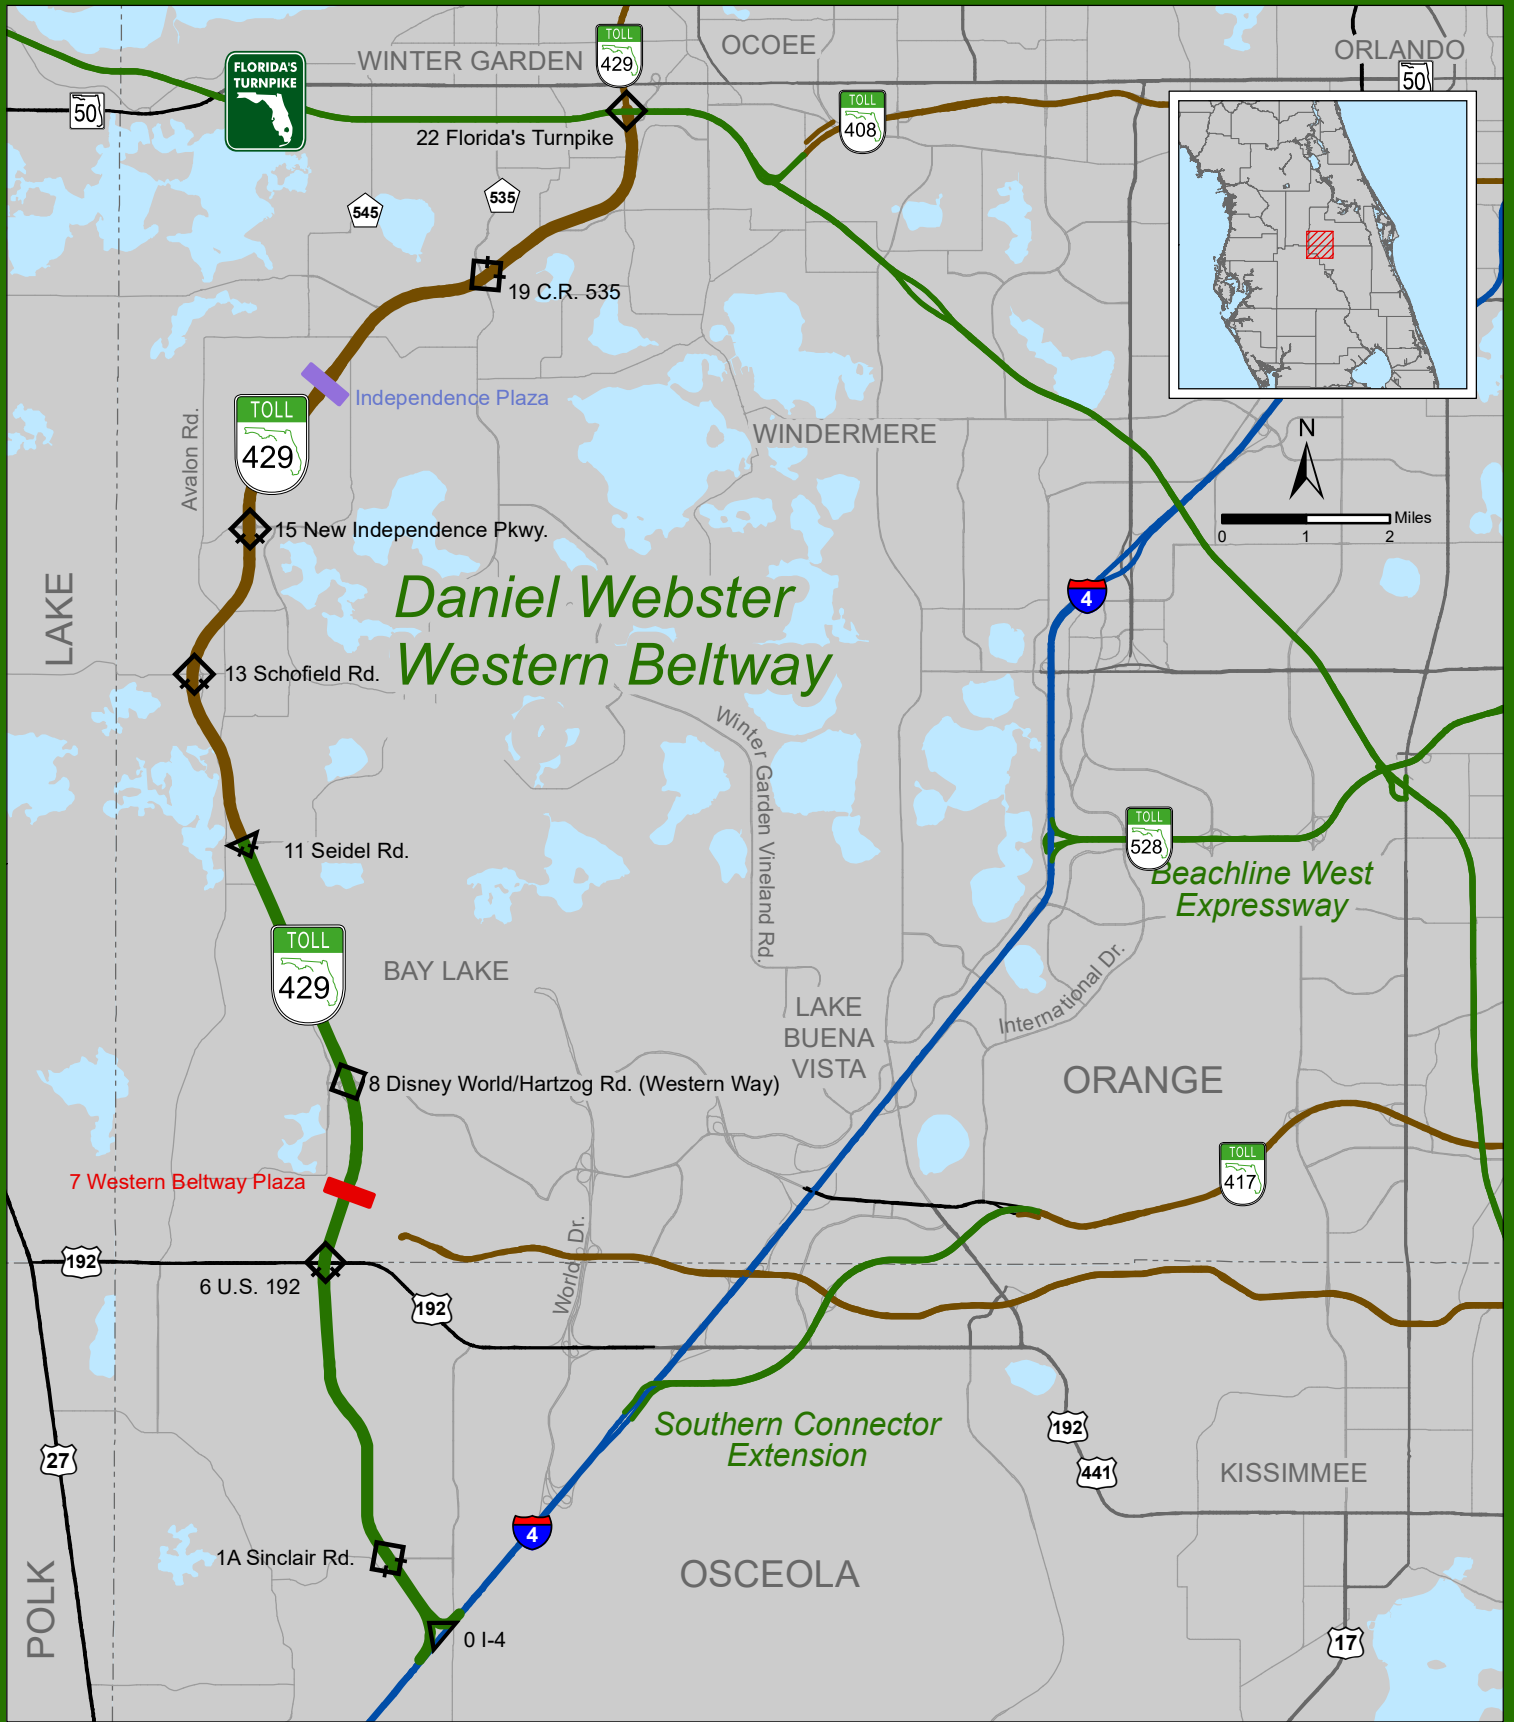 TOLL
429
WINTER GARDEN
OCOEE
ORLANDO
50
FLORIDA'S
TURNPIKE
50
TOLL
408
22 Florida's Turnpike
545
535
19 C.R. 535
Independence Plaza
TOLL
429
Avalon Rd.
WINDERMERE
N
Miles
0 1 2
15 New Independence Pkwy.
LAKE
Daniel Webster
Western Beltway
4
13 Schofield Rd.
Winter Garden Vineland Rd.
11 Seidel Rd.
TOLL
528
Beachline West
Expressway
TOLL
429
BAY LAKE
LAKE
BUENA
VISTA
International Dr.
8 Disney World/Hartzog Rd. (Western Way)
ORANGE
TOLL
417
7 Western Beltway Plaza
192
6 U.S. 192
192
World Dr.
Southern Connector
Extension
192
441
KISSIMMEE
27
4
1A Sinclair Rd.
OSCEOLA
POLK
0 I-4
17